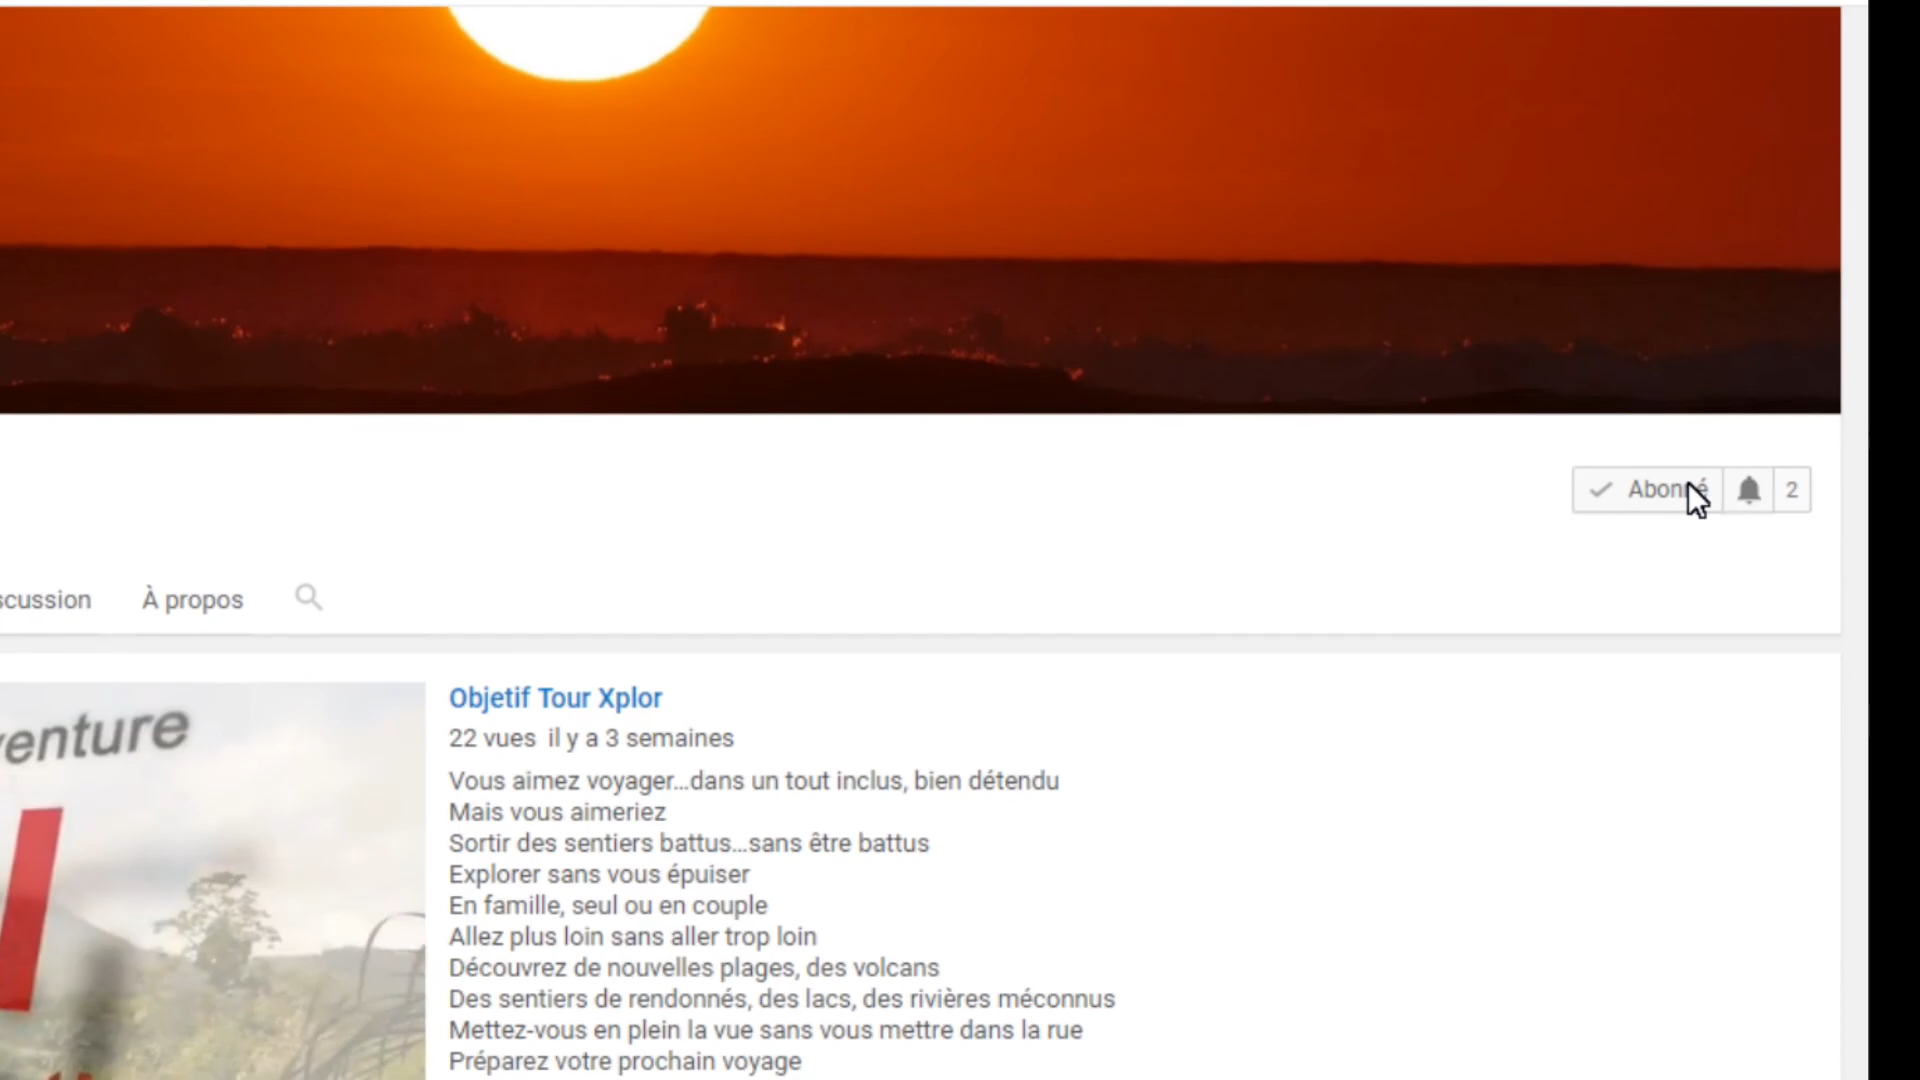 Abonné 2
scussion À propos
venture
Objetif Tour Xplor
22 vues il y a 3 semaines
Vous aimez voyager...dans un tout inclus, bien détendu
Mais vous aimeriez
Sortir des sentiers battus...sans être battus
Explorer sans vous épuiser
En famille, seul ou en couple
Allez plus loin sans aller trop loin
Découvrez de nouvelles plages, des volcans
Des sentiers de rendonnés, des lacs, des rivières méconnus
Mettez-vous en plein la vue sans vous mettre dans la rue
Préparez votre prochain voyage